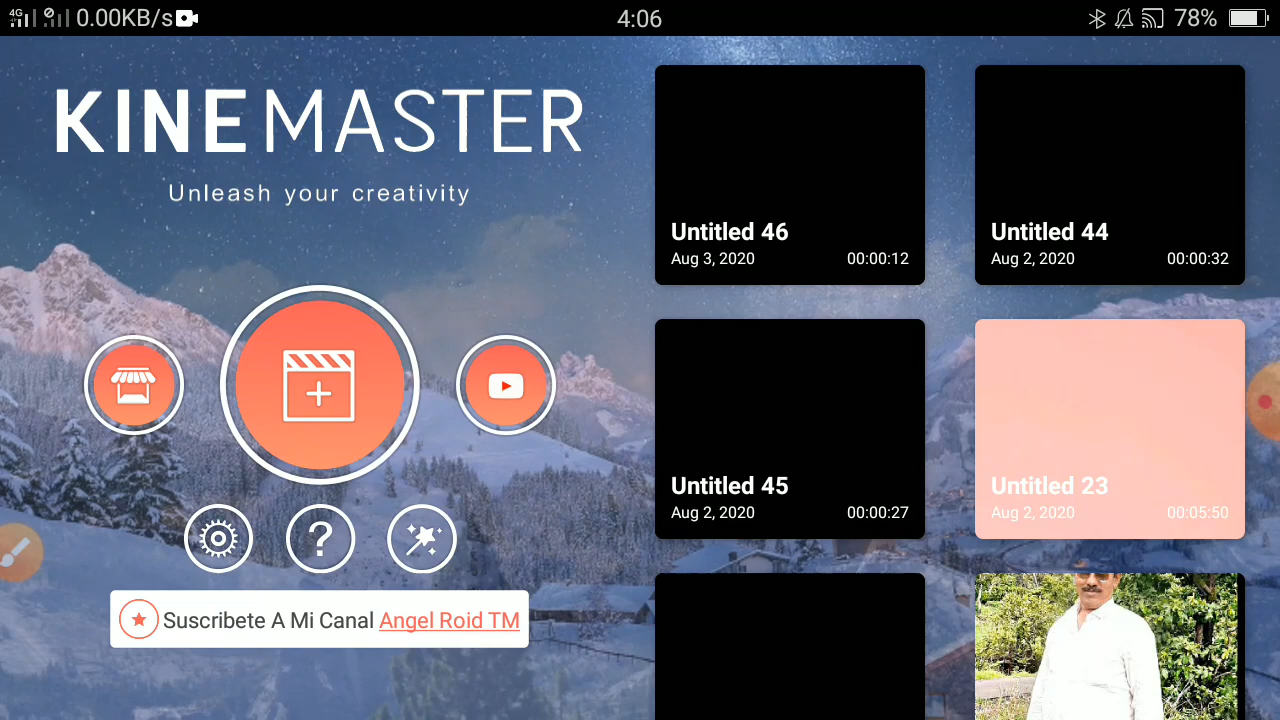 4G 0.00KB/s 4:06 78%
KINEMASTER
Unleash your creativity
Suscribete A Mi Canal Angel Roid TM
Untitled 46
Aug 3, 2020 00:00:12
Untitled 44
Aug 2, 2020 00:00:32
Untitled 45
Aug 2, 2020 00:00:27
Untitled 23
Aug 2, 2020 00:05:50